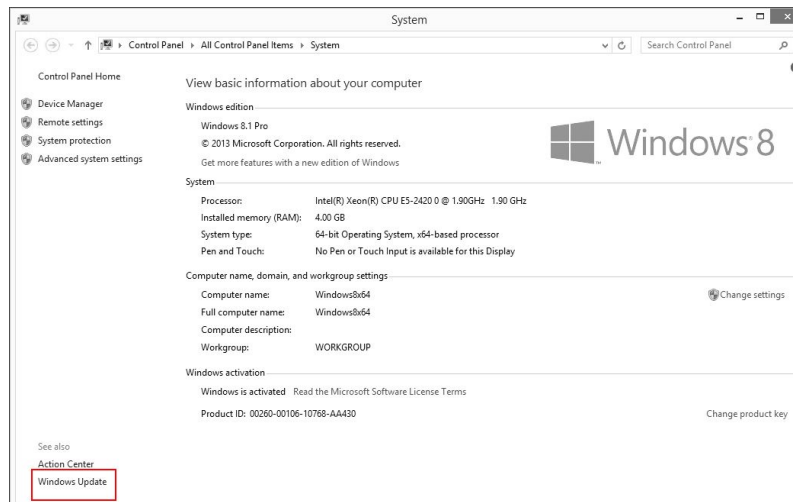 System
Control Panel ▸ All Control Panel Items ▸ System
Search Control Panel
Control Panel Home
Device Manager
Remote settings
System protection
Advanced system settings
View basic information about your computer
Windows edition
Windows 8.1 Pro
© 2013 Microsoft Corporation. All rights reserved.
Get more features with a new edition of Windows
Windows 8
System
Processor: Intel(R) Xeon(R) CPU E5-2420 0 @ 1.90GHz 1.90 GHz
Installed memory (RAM): 4.00 GB
System type: 64-bit Operating System, x64-based processor
Pen and Touch: No Pen or Touch Input is available for this Display
Computer name, domain, and workgroup settings
Computer name: Windows8x64
Change settings
Full computer name: Windows8x64
Computer description:
Workgroup: WORKGROUP
Windows activation
Windows is activated Read the Microsoft Software License Terms
Product ID: 00260-00106-10768-AA430
Change product key
See also
Action Center
Windows Update